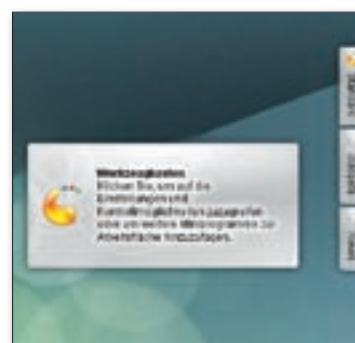 Werkzeugkasten
Klicken Sie, um auf die
Einstellungen und
Kontrollmöglichkeiten zuzugreifen
oder um weitere Miniprogramme zur
Arbeitsfläche hinzuzufügen.